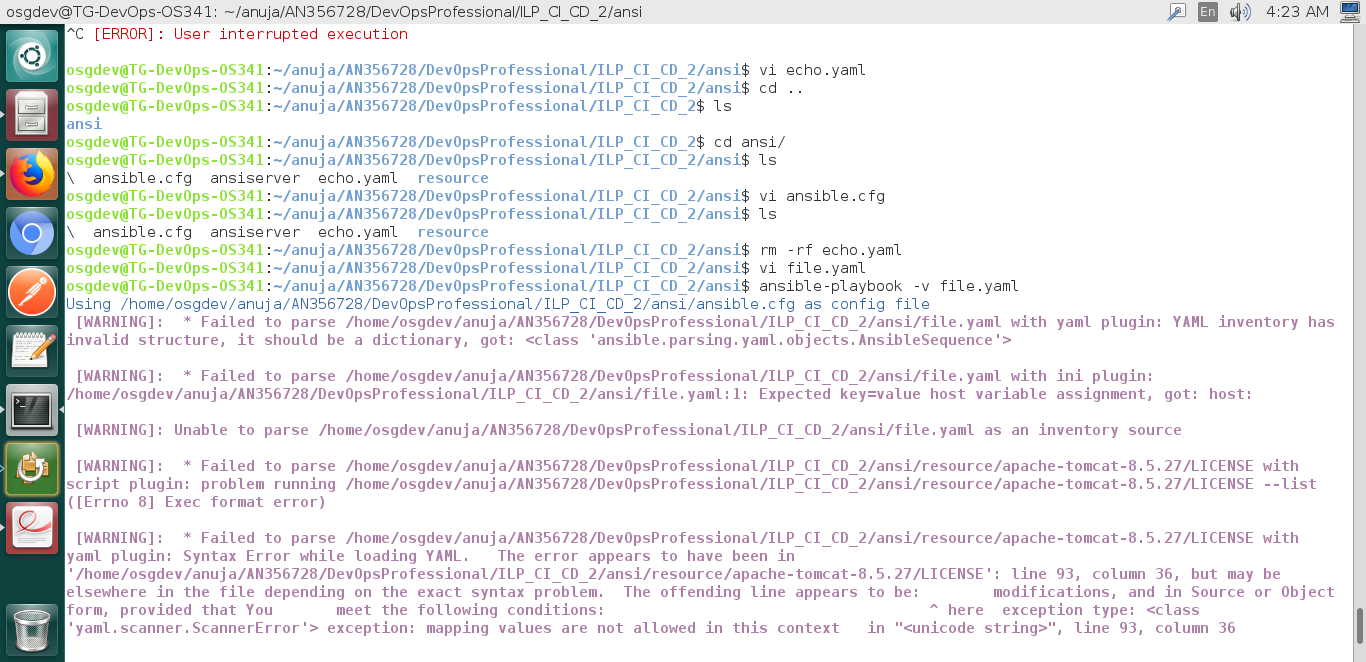 osgdev@TG-DevOps-OS341: ~/anuja/AN356728/DevOpsProfessional/ILP_CI_CD_2/ansi
En
4:23 AM
^C [ERROR]: User interrupted execution
osgdev@TG-DevOps-OS341:~/anuja/AN356728/DevOpsProfessional/ILP_CI_CD_2/ansi$ vi echo.yaml
osgdev@TG-DevOps-OS341:~/anuja/AN356728/DevOpsProfessional/ILP_CI_CD_2/ansi$ cd ..
osgdev@TG-DevOps-OS341:~/anuja/AN356728/DevOpsProfessional/ILP_CI_CD_2$ ls
ansi
osgdev@TG-DevOps-OS341:~/anuja/AN356728/DevOpsProfessional/ILP_CI_CD_2$ cd ansi/
osgdev@TG-DevOps-OS341:~/anuja/AN356728/DevOpsProfessional/ILP_CI_CD_2/ansi$ ls
\  ansible.cfg  ansiserver  echo.yaml  resource
osgdev@TG-DevOps-OS341:~/anuja/AN356728/DevOpsProfessional/ILP_CI_CD_2/ansi$ vi ansible.cfg
osgdev@TG-DevOps-OS341:~/anuja/AN356728/DevOpsProfessional/ILP_CI_CD_2/ansi$ ls
\  ansible.cfg  ansiserver  echo.yaml  resource
osgdev@TG-DevOps-OS341:~/anuja/AN356728/DevOpsProfessional/ILP_CI_CD_2/ansi$ rm -rf echo.yaml
osgdev@TG-DevOps-OS341:~/anuja/AN356728/DevOpsProfessional/ILP_CI_CD_2/ansi$ vi file.yaml
osgdev@TG-DevOps-OS341:~/anuja/AN356728/DevOpsProfessional/ILP_CI_CD_2/ansi$ ansible-playbook -v file.yaml
Using /home/osgdev/anuja/AN356728/DevOpsProfessional/ILP_CI_CD_2/ansi/ansible.cfg as config file
[WARNING]:  * Failed to parse /home/osgdev/anuja/AN356728/DevOpsProfessional/ILP_CI_CD_2/ansi/file.yaml with yaml plugin: YAML inventory has
invalid structure, it should be a dictionary, got: <class 'ansible.parsing.yaml.objects.AnsibleSequence'>
[WARNING]:  * Failed to parse /home/osgdev/anuja/AN356728/DevOpsProfessional/ILP_CI_CD_2/ansi/file.yaml with ini plugin:
/home/osgdev/anuja/AN356728/DevOpsProfessional/ILP_CI_CD_2/ansi/file.yaml:1: Expected key=value host variable assignment, got: host:
[WARNING]: Unable to parse /home/osgdev/anuja/AN356728/DevOpsProfessional/ILP_CI_CD_2/ansi/file.yaml as an inventory source
[WARNING]:  * Failed to parse /home/osgdev/anuja/AN356728/DevOpsProfessional/ILP_CI_CD_2/ansi/resource/apache-tomcat-8.5.27/LICENSE with
script plugin: problem running /home/osgdev/anuja/AN356728/DevOpsProfessional/ILP_CI_CD_2/ansi/resource/apache-tomcat-8.5.27/LICENSE --list
([Errno 8] Exec format error)
[WARNING]:  * Failed to parse /home/osgdev/anuja/AN356728/DevOpsProfessional/ILP_CI_CD_2/ansi/resource/apache-tomcat-8.5.27/LICENSE with
yaml plugin: Syntax Error while loading YAML.   The error appears to have been in
'/home/osgdev/anuja/AN356728/DevOpsProfessional/ILP_CI_CD_2/ansi/resource/apache-tomcat-8.5.27/LICENSE': line 93, column 36, but may be
elsewhere in the file depending on the exact syntax problem.  The offending line appears to be:        modifications, and in Source or Object
form, provided that You       meet the following conditions:                                    ^ here  exception type: <class
'yaml.scanner.ScannerError'> exception: mapping values are not allowed in this context   in "<unicode string>", line 93, column 36